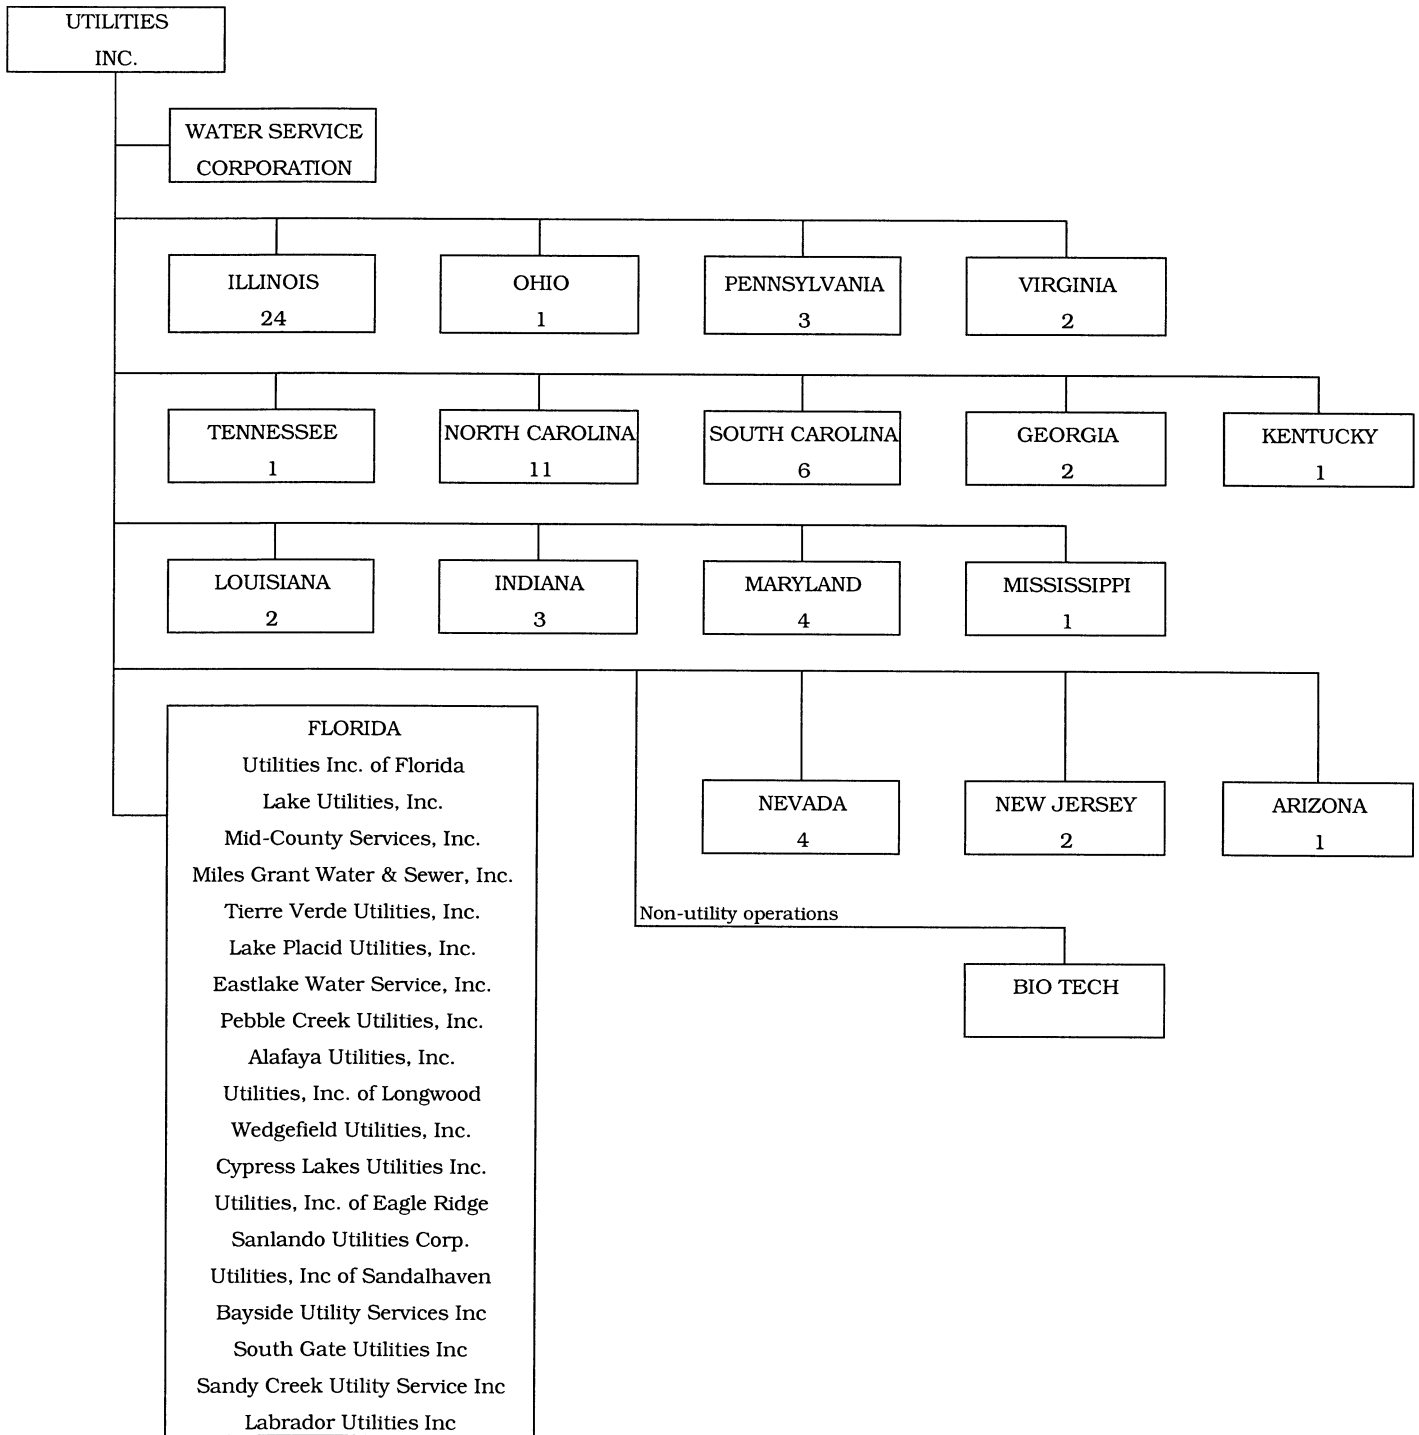 UTILITIES
INC.
WATER SERVICE
CORPORATION
ILLINOIS
24
OHIO
1
PENNSYLVANIA
3
VIRGINIA
2
TENNESSEE
1
NORTH CAROLINA
11
SOUTH CAROLINA
6
GEORGIA
2
KENTUCKY
1
LOUISIANA
2
INDIANA
3
MARYLAND
4
MISSISSIPPI
1
FLORIDA
Utilities Inc. of Florida
Lake Utilities, Inc.
Mid-County Services, Inc.
Miles Grant Water & Sewer, Inc.
Tierre Verde Utilities, Inc.
Lake Placid Utilities, Inc.
Eastlake Water Service, Inc.
Pebble Creek Utilities, Inc.
Alafaya Utilities, Inc.
Utilities, Inc. of Longwood
Wedgefield Utilities, Inc.
Cypress Lakes Utilities Inc.
Utilities, Inc. of Eagle Ridge
Sanlando Utilities Corp.
Utilities, Inc of Sandalhaven
Bayside Utility Services Inc
South Gate Utilities Inc
Sandy Creek Utility Service Inc
Labrador Utilities Inc
NEVADA
4
NEW JERSEY
2
ARIZONA
1
Non-utility operations
BIO TECH